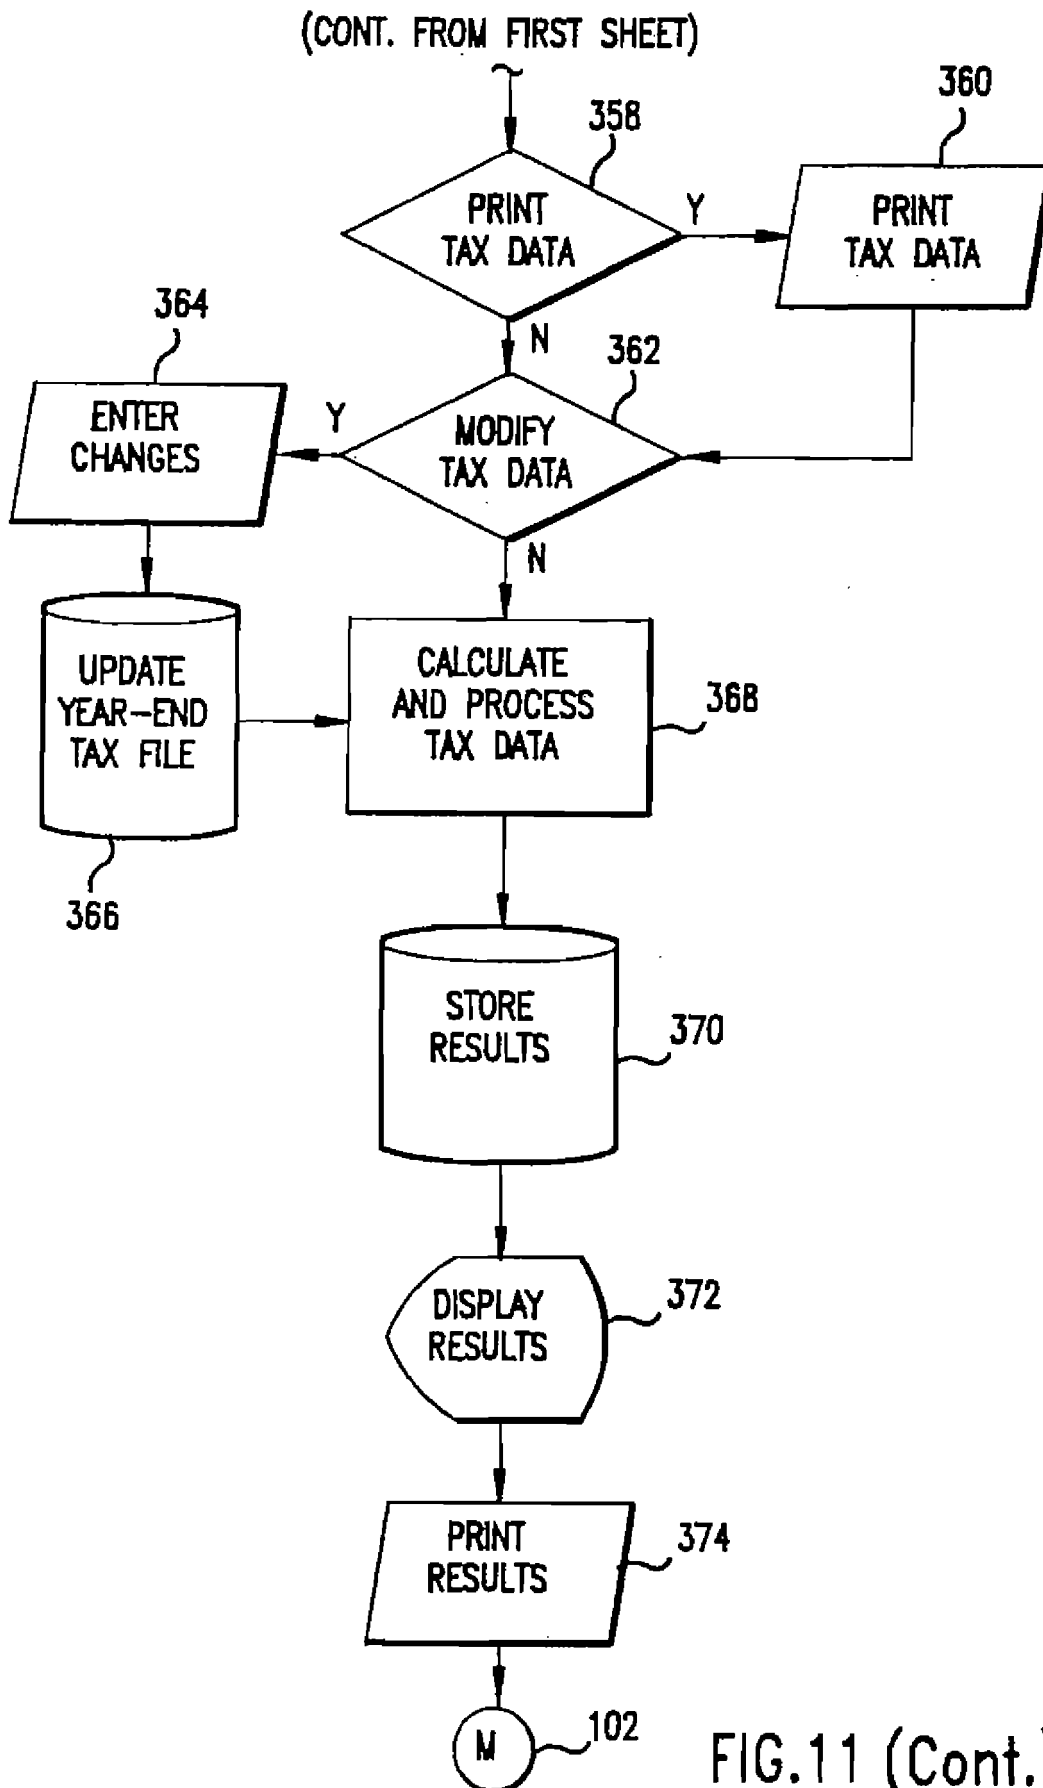 (CONT. FROM FIRST SHEET)
358
360
PRINT
TAX DATA
Y
PRINT
TAX DATA
N
364
362
ENTER
CHANGES
Y
MODIFY
TAX DATA
N
UPDATE
YEAR-END
TAX FILE
CALCULATE
AND PROCESS
TAX DATA
368
366
STORE
RESULTS
370
DISPLAY
RESULTS
372
PRINT
RESULTS
374
M
102
FIG.11 (Cont.)